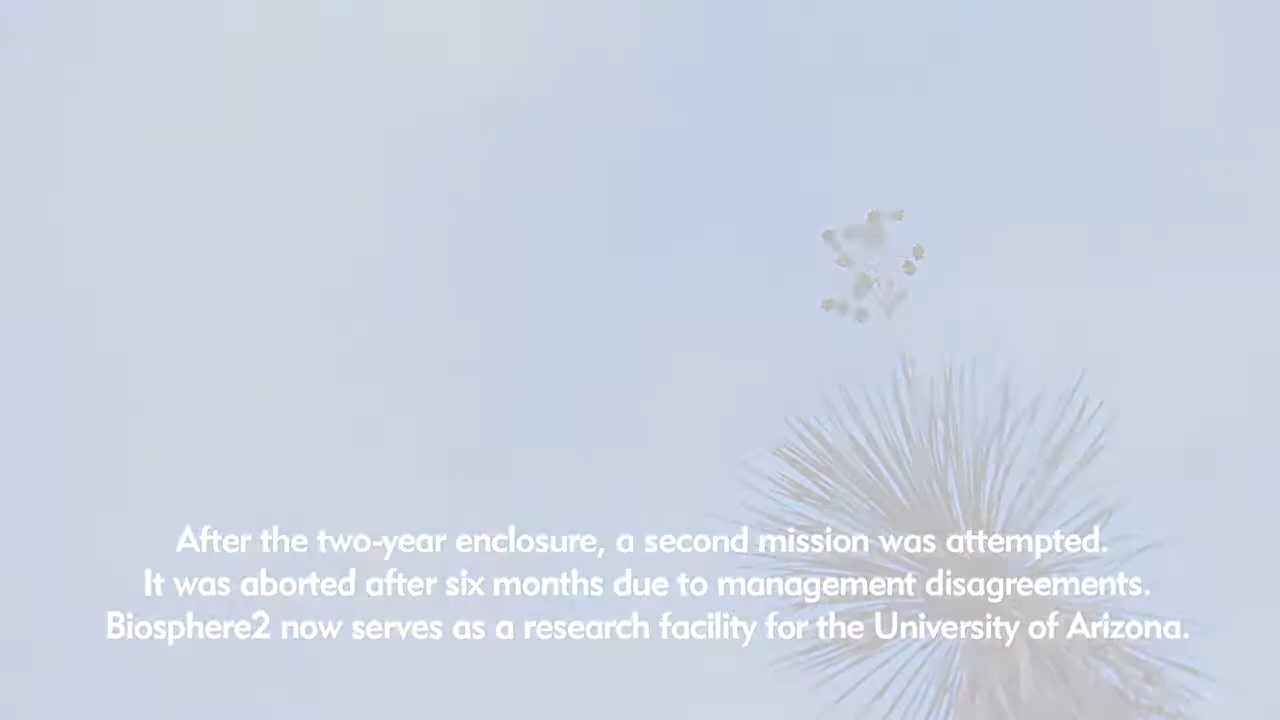 After the two-year enclosure, a second mission was attempted.
It was aborted after six months due to management disagreements.
Biosphere2 now serves as a research facility for the University of Arizona.